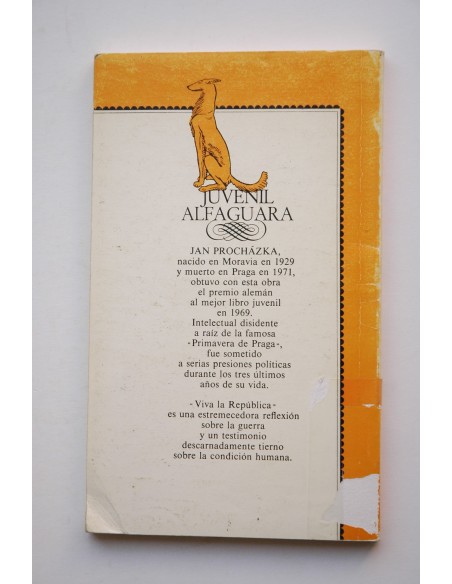 JUVENIL
ALFAGUARA
JAN PROCHÁZKA,
nacido en Moravia en 1929
y muerto en Praga en 1971,
obtuvo con esta obra
el premio alemán
al mejor libro juvenil
en 1969.
Intelectual disidente
a raíz de la famosa
«Primavera de Praga»,
fue sometido
a serias presiones políticas
durante los tres últimos
años de su vida.
«Viva la República»
es una estremecedora reflexión
sobre la guerra
y un testimonio
descarnadamente tierno
sobre la condición humana.